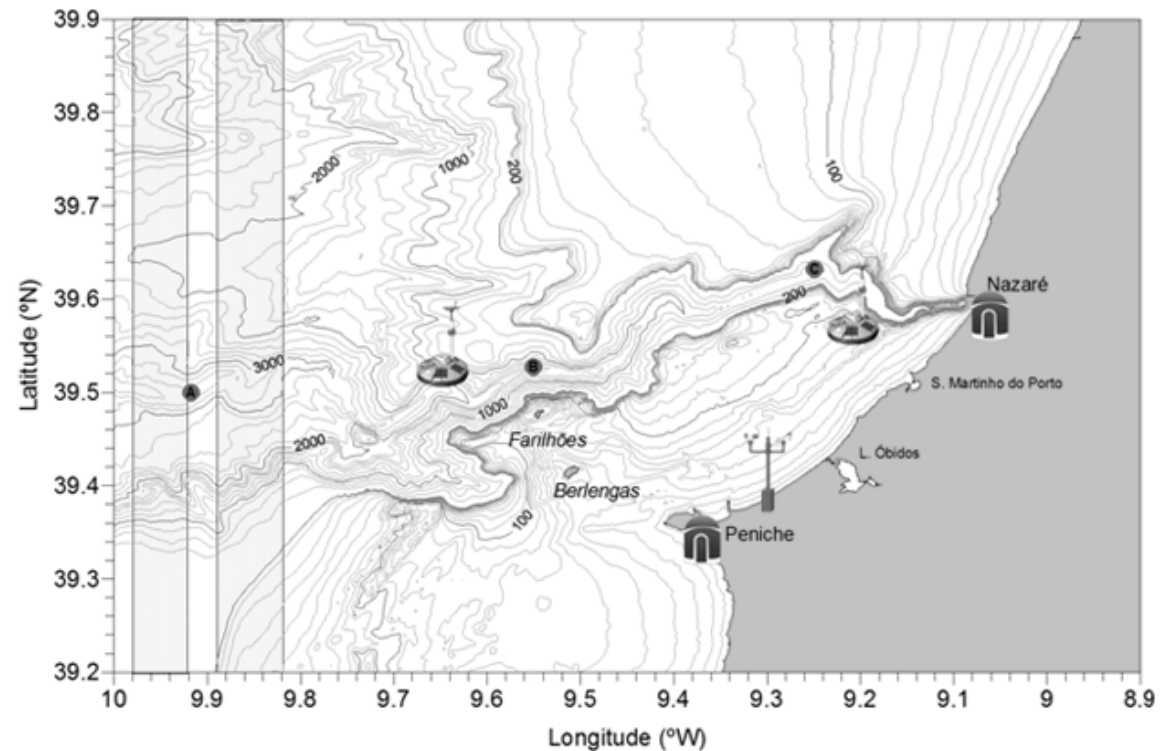 39.9
39.8
39.7
39.6
39.5
39.4
39.3
39.2
Latitude (ºN)
2000
1000
200
100
C
200
Nazaré
3000
A
B
1000
S. Martinho do Porto
2000
Farilhões
L. Óbidos
Berlengas
100
Peniche
10 9.9 9.8 9.7 9.6 9.5 9.4 9.3 9.2 9.1 9 8.9
Longitude (ºW)